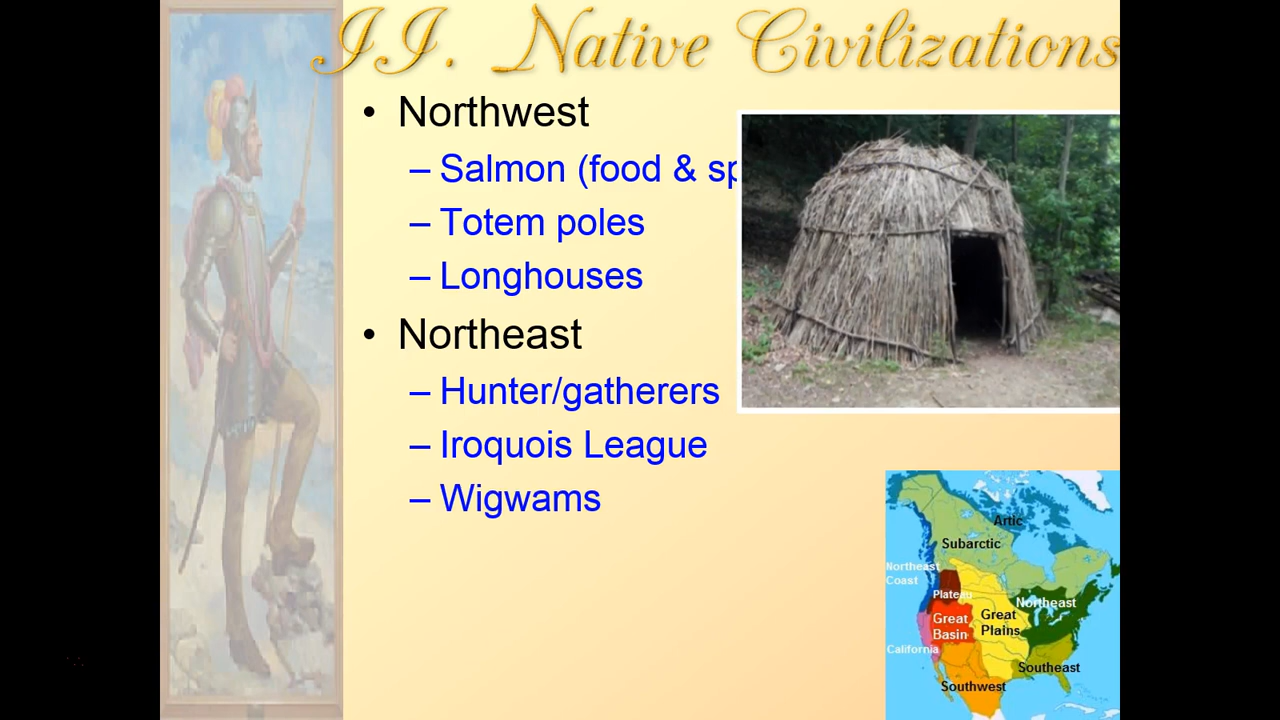 II. Native Civilizations
• Northwest
– Salmon (food & sp
– Totem poles
– Longhouses
• Northeast
– Hunter/gatherers
– Iroquois League
– Wigwams
Artic
Subarctic
Northeast
Coast
Plateau
Northeast
Great
Basin
Great
Plains
California
Southeast
Southwest